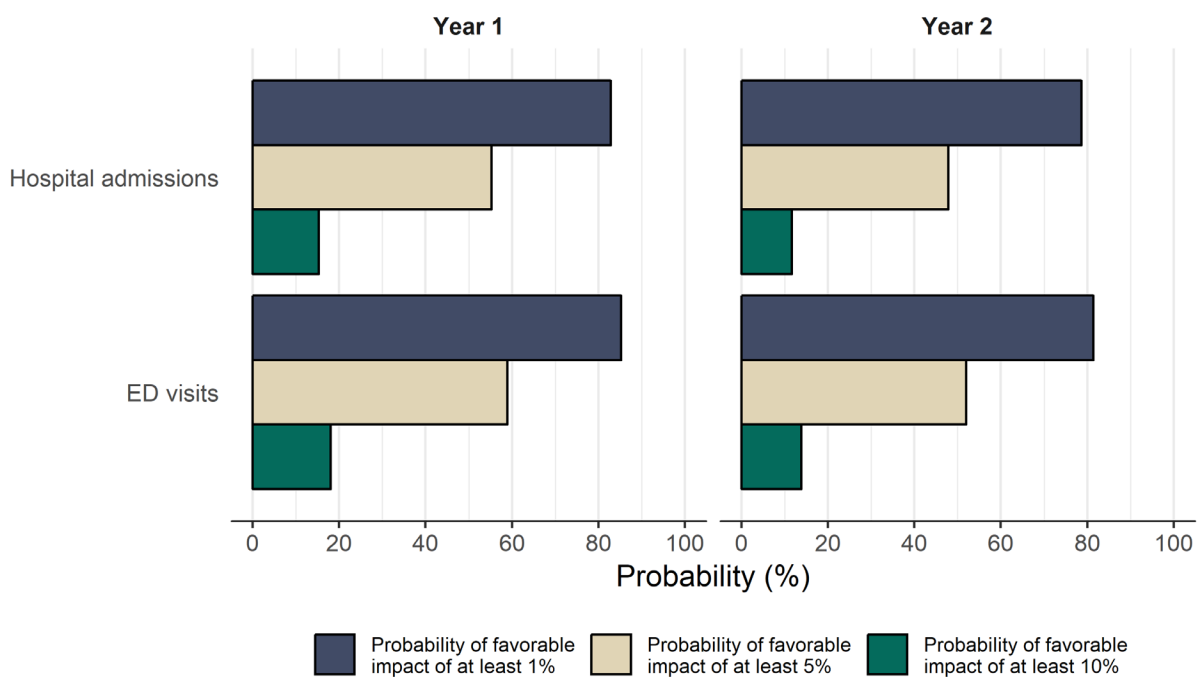 Year 1
Year 2
Hospital admissions
ED visits
0 20 40 60 80 100
0 20 40 60 80 100
Probability (%)
Probability of favorable
impact of at least 1%
Probability of favorable
impact of at least 5%
Probability of favorable
impact of at least 10%